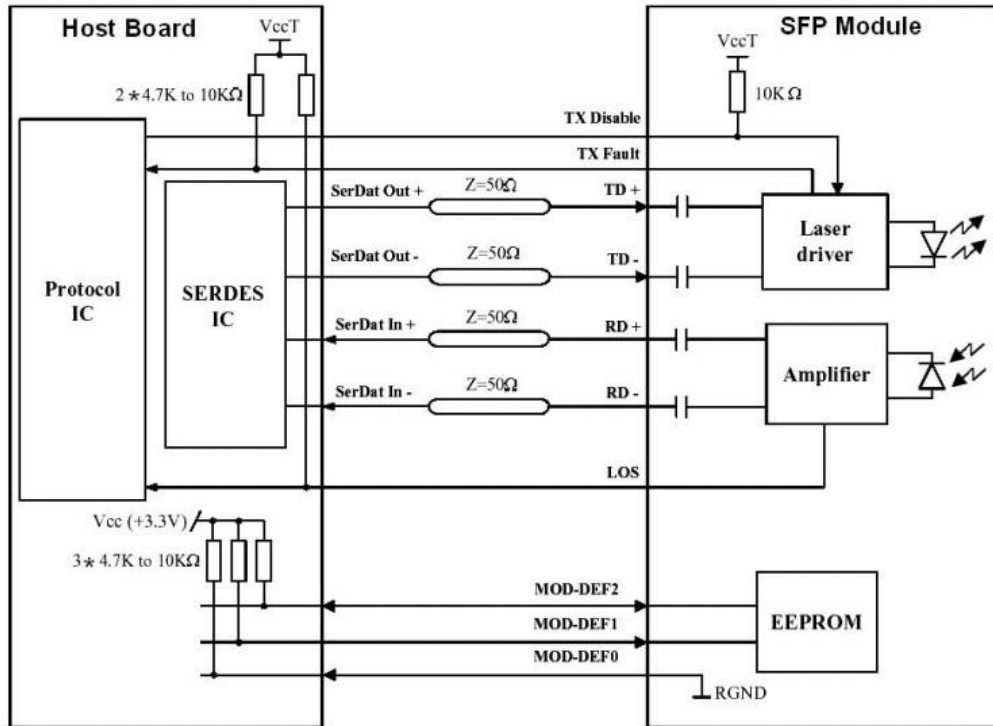 Host Board
SFP Module
VccT
VccT
2*4.7K to 10KΩ
10KΩ
TX Disable
TX Fault
SerDat Out +
Z=50Ω
TD +
SerDat Out -
Z=50Ω
TD -
Laser
driver
Protocol
IC
SERDES
IC
SerDat In +
Z=50Ω
RD +
SerDat In -
Z=50Ω
RD -
Amplifier
LOS
Vcc (+3.3V)
3*4.7K to 10KΩ
MOD-DEF2
MOD-DEF1
MOD-DEF0
EEPROM
RGND